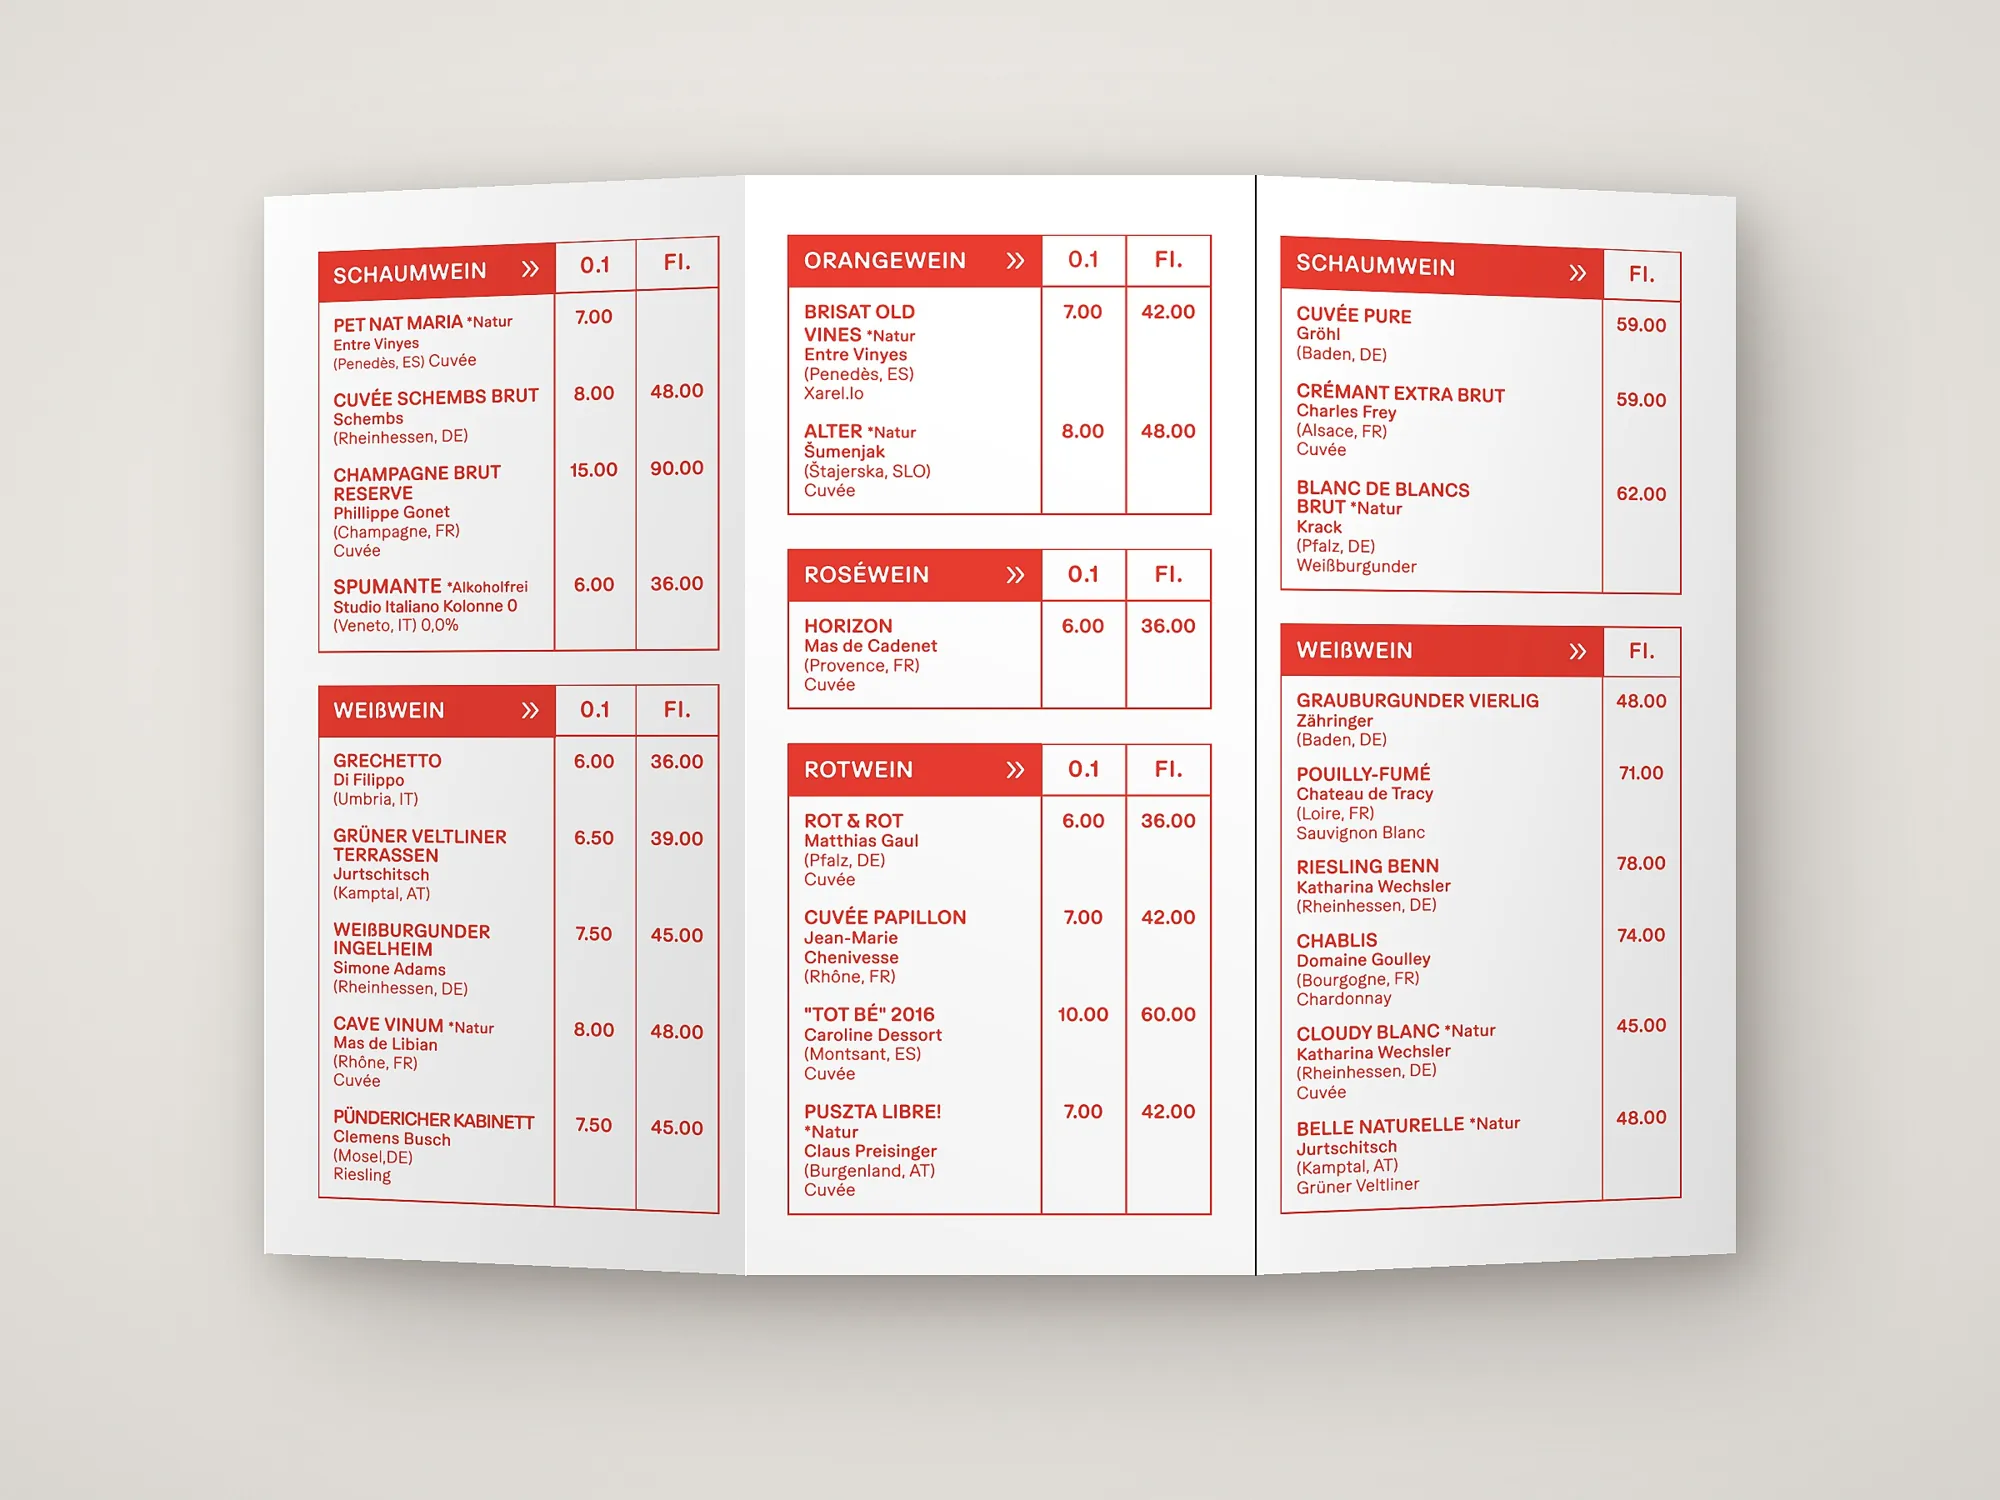 SCHAUMWEIN >> 0.1 Fl.
PET NAT MARIA *Natur 7.00
Entre Vinyes
(Penedès, ES) Cuvée
CUVÉE SCHEMBS BRUT 8.00 48.00
Schembs
(Rheinhessen, DE)
CHAMPAGNE BRUT 15.00 90.00
RESERVE
Phillippe Gonet
(Champagne, FR)
Cuvée
SPUMANTE *Alkoholfrei 6.00 36.00
Studio Italiano Kolonne 0
(Veneto, IT) 0,0%
WEIßWEIN >> 0.1 Fl.
GRECHETTO 6.00 36.00
Di Filippo
(Umbria, IT)
GRÜNER VELTLINER 6.50 39.00
TERRASSEN
Jurtschitsch
(Kamptal, AT)
WEIßBURGUNDER 7.50 45.00
INGELHEIM
Simone Adams
(Rheinhessen, DE)
CAVE VINUM *Natur 8.00 48.00
Mas de Libian
(Rhône, FR)
Cuvée
PÜNDERICHER KABINETT 7.50 45.00
Clemens Busch
(Mosel,DE)
Riesling
ORANGEWEIN >> 0.1 Fl.
BRISAT OLD 7.00 42.00
VINES *Natur
Entre Vinyes
(Penedès, ES)
Xarel.lo
ALTER *Natur 8.00 48.00
Šumenjak
(Štajerska, SLO)
Cuvée
ROSÉWEIN >> 0.1 Fl.
HORIZON 6.00 36.00
Mas de Cadenet
(Provence, FR)
Cuvée
ROTWEIN >> 0.1 Fl.
ROT & ROT 6.00 36.00
Matthias Gaul
(Pfalz, DE)
Cuvée
CUVÉE PAPILLON 7.00 42.00
Jean-Marie
Chenivesse
(Rhône, FR)
"TOT BÉ" 2016 10.00 60.00
Caroline Dessort
(Montsant, ES)
Cuvée
PUSZTA LIBRE! 7.00 42.00
*Natur
Claus Preisinger
(Burgenland, AT)
Cuvée
SCHAUMWEIN >> Fl.
CUVÉE PURE 59.00
Gröhl
(Baden, DE)
CRÉMANT EXTRA BRUT 59.00
Charles Frey
(Alsace, FR)
Cuvée
BLANC DE BLANCS 62.00
BRUT *Natur
Krack
(Pfalz, DE)
Weißburgunder
WEIßWEIN >> Fl.
GRAUBURGUNDER VIERLIG 48.00
Zähringer
(Baden, DE)
POUILLY-FUMÉ 71.00
Chateau de Tracy
(Loire, FR)
Sauvignon Blanc
RIESLING BENN 78.00
Katharina Wechsler
(Rheinhessen, DE)
CHABLIS 74.00
Domaine Goulley
(Bourgogne, FR)
Chardonnay
CLOUDY BLANC *Natur 45.00
Katharina Wechsler
(Rheinhessen, DE)
Cuvée
BELLE NATURELLE *Natur 48.00
Jurtschitsch
(Kamptal, AT)
Grüner Veltliner